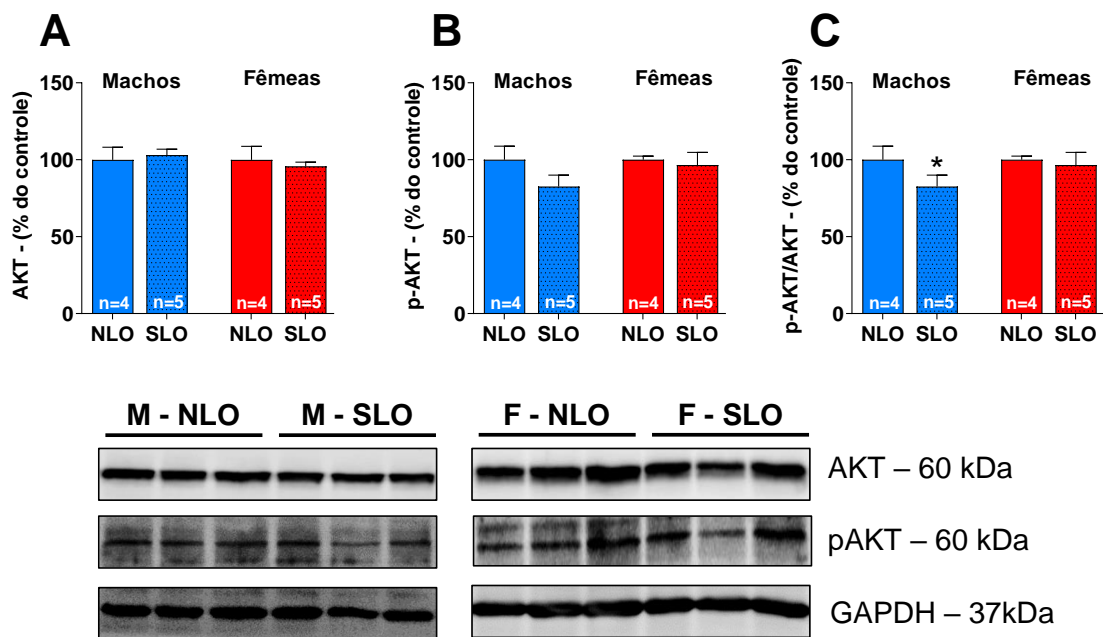 A
AKT - (% do controle)
150
100
50
0
Machos
Fêmeas
n=4
n=5
n=4
n=5
NLO SLO NLO SLO
B
p-AKT - (% do controle)
150
100
50
0
Machos
Fêmeas
n=4
n=5
n=4
n=5
NLO SLO NLO SLO
C
p-AKT/AKT - (% do controle)
150
100
50
0
Machos
Fêmeas
*
n=4
n=5
n=4
n=5
NLO SLO NLO SLO
M - NLO M - SLO F - NLO F - SLO
AKT – 60 kDa
pAKT – 60 kDa
GAPDH – 37kDa